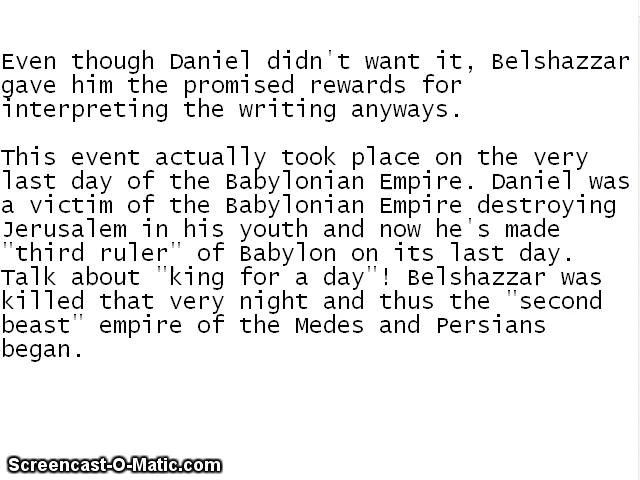 Even though Daniel didn't want it, Belshazzar
gave him the promised rewards for
interpreting the writing anyways.
This event actually took place on the very
last day of the Babylonian Empire. Daniel was
a victim of the Babylonian Empire destroying
Jerusalem in his youth and now he's made
"third ruler" of Babylon on its last day.
Talk about "king for a day"! Belshazzar was
killed that very night and thus the "second
beast" empire of the Medes and Persians
began.
Screencast-O-Matic.com